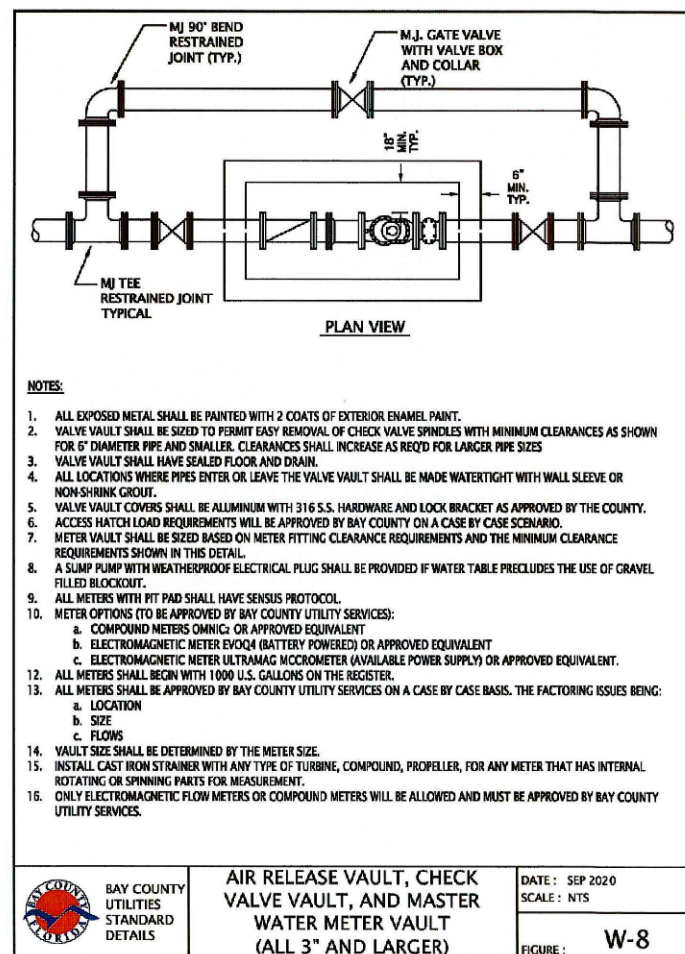 MJ 90° BEND
RESTRAINED
JOINT (TYP.)
M.J. GATE VALVE
WITH VALVE BOX
AND COLLAR
(TYP.)
18"
MIN.
TYP.
6"
MIN.
TYP.
MJ TEE
RESTRAINED JOINT
TYPICAL
PLAN VIEW
NOTES:
1. ALL EXPOSED METAL SHALL BE PAINTED WITH 2 COATS OF EXTERIOR ENAMEL PAINT.
2. VALVE VAULT SHALL BE SIZED TO PERMIT EASY REMOVAL OF CHECK VALVE SPINDLES WITH MINIMUM CLEARANCES AS SHOWN
FOR 6" DIAMETER PIPE AND SMALLER. CLEARANCES SHALL INCREASE AS REQ'D FOR LARGER PIPE SIZES
3. VALVE VAULT SHALL HAVE SEALED FLOOR AND DRAIN.
4. ALL LOCATIONS WHERE PIPES ENTER OR LEAVE THE VALVE VAULT SHALL BE MADE WATERTIGHT WITH WALL SLEEVE OR
NON-SHRINK GROUT.
5. VALVE VAULT COVERS SHALL BE ALUMINUM WITH 316 S.S. HARDWARE AND LOCK BRACKET AS APPROVED BY THE COUNTY.
6. ACCESS HATCH LOAD REQUIREMENTS WILL BE APPROVED BY BAY COUNTY ON A CASE BY CASE SCENARIO.
7. METER VAULT SHALL BE SIZED BASED ON METER FITTING CLEARANCE REQUIREMENTS AND THE MINIMUM CLEARANCE
REQUIREMENTS SHOWN IN THIS DETAIL.
8. A SUMP PUMP WITH WEATHERPROOF ELECTRICAL PLUG SHALL BE PROVIDED IF WATER TABLE PRECLUDES THE USE OF GRAVEL
FILLED BLOCKOUT.
9. ALL METERS WITH PIT PAD SHALL HAVE SENSUS PROTOCOL.
10. METER OPTIONS (TO BE APPROVED BY BAY COUNTY UTILITY SERVICES):
a. COMPOUND METERS OMNIC2 OR APPROVED EQUIVALENT
b. ELECTROMAGNETIC METER EVOQ4 (BATTERY POWERED) OR APPROVED EQUIVALENT
c. ELECTROMAGNETIC METER ULTRAMAG MCCROMETER (AVAILABLE POWER SUPPLY) OR APPROVED EQUIVALENT.
12. ALL METERS SHALL BEGIN WITH 1000 U.S. GALLONS ON THE REGISTER.
13. ALL METERS SHALL BE APPROVED BY BAY COUNTY UTILITY SERVICES ON A CASE BY CASE BASIS. THE FACTORING ISSUES BEING:
a. LOCATION
b. SIZE
c. FLOWS
14. VAULT SIZE SHALL BE DETERMINED BY THE METER SIZE.
15. INSTALL CAST IRON STRAINER WITH ANY TYPE OF TURBINE, COMPOUND, PROPELLER, FOR ANY METER THAT HAS INTERNAL
ROTATING OR SPINNING PARTS FOR MEASUREMENT.
16. ONLY ELECTROMAGNETIC FLOW METERS OR COMPOUND METERS WILL BE ALLOWED AND MUST BE APPROVED BY BAY COUNTY
UTILITY SERVICES.
BAY COUNTY
FLORIDA
BAY COUNTY
UTILITIES
STANDARD
DETAILS
AIR RELEASE VAULT, CHECK
VALVE VAULT, AND MASTER
WATER METER VAULT
(ALL 3" AND LARGER)
DATE: SEP 2020
SCALE: NTS
FIGURE: W-8